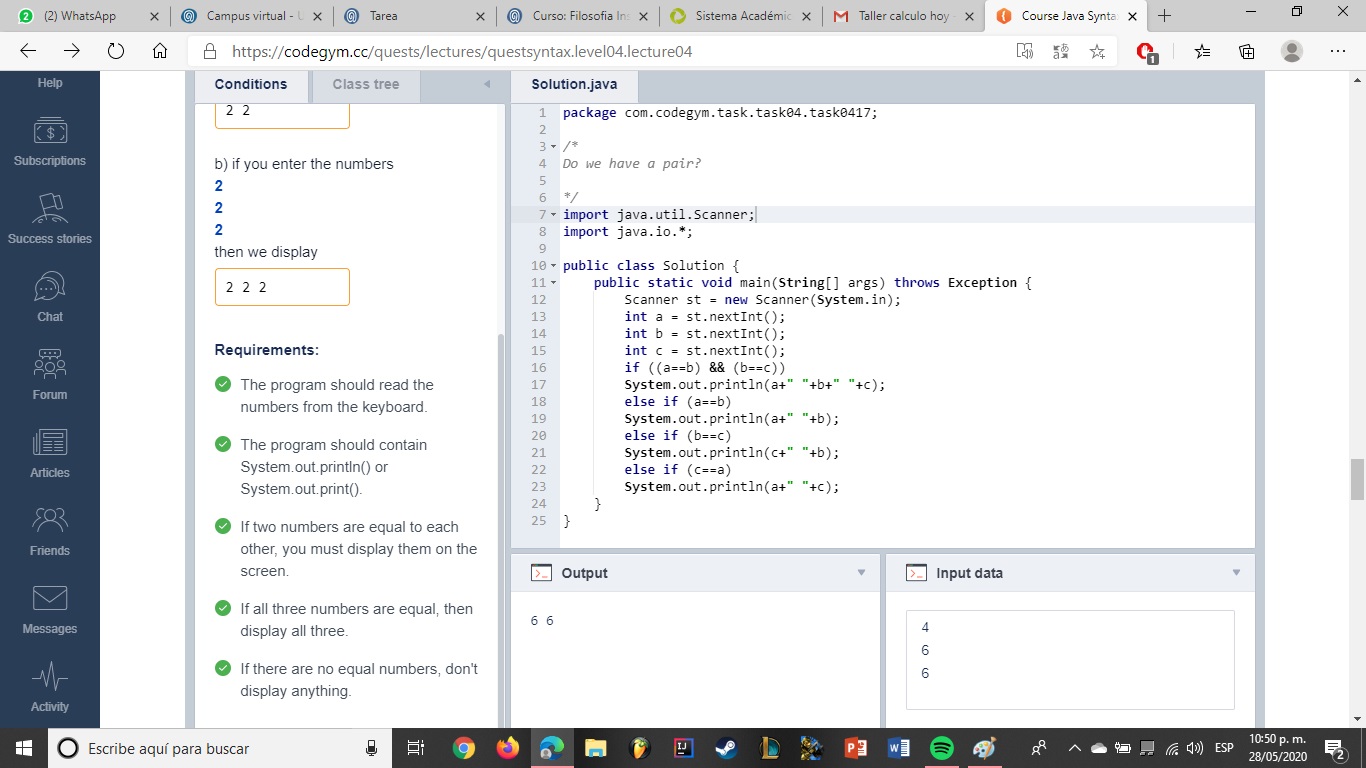 (2) WhatsApp
Campus virtual - U
Tarea
Curso: Filosofia Ins
Sistema Académic
Taller calculo hoy -
Course Java Synta
https://codegym.cc/quests/lectures/questsyntax.level04.lecture04
1
Help
Subscriptions
Success stories
Chat
Forum
Articles
Friends
Messages
Activity
Conditions
Class tree
2 2
b) if you enter the numbers
2
2
2
then we display
2 2 2
Requirements:
The program should read the
numbers from the keyboard.
The program should contain
System.out.println() or
System.out.print().
If two numbers are equal to each
other, you must display them on the
screen.
If all three numbers are equal, then
display all three.
If there are no equal numbers, don't
display anything.
Solution.java
1 package com.codegym.task.task04.task0417;
2
3 /*
4 Do we have a pair?
5
6 */
7 import java.util.Scanner;
8 import java.io.*;
9
10 public class Solution {
11 public static void main(String[] args) throws Exception {
12 Scanner st = new Scanner(System.in);
13 int a = st.nextInt();
14 int b = st.nextInt();
15 int c = st.nextInt();
16 if ((a==b) && (b==c))
17 System.out.println(a+" "+b+" "+c);
18 else if (a==b)
19 System.out.println(a+" "+b);
20 else if (b==c)
21 System.out.println(c+" "+b);
22 else if (c==a)
23 System.out.println(a+" "+c);
24 }
25 }
Output
6 6
Input data
4
6
6
Escribe aquí para buscar
ESP
10:50 p. m.
28/05/2020
2